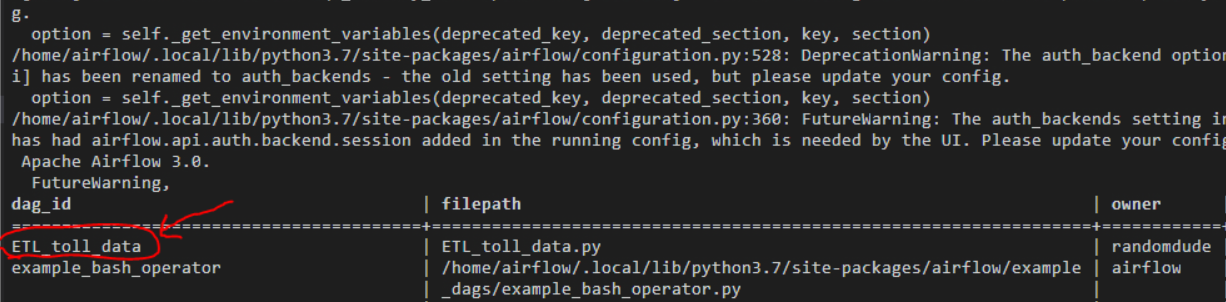 g.
option = self._get_environment_variables(deprecated_key, deprecated_section, key, section)
/home/airflow/.local/lib/python3.7/site-packages/airflow/configuration.py:528: DeprecationWarning: The auth_backend option
i] has been renamed to auth_backends - the old setting has been used, but please update your config.
option = self._get_environment_variables(deprecated_key, deprecated_section, key, section)
/home/airflow/.local/lib/python3.7/site-packages/airflow/configuration.py:360: FutureWarning: The auth_backends setting in
has had airflow.api.auth.backend.session added in the running config, which is needed by the UI. Please update your config
Apache Airflow 3.0.
FutureWarning,
dag_id | filepath | owner
ETL_toll_data | ETL_toll_data.py | randomdude
example_bash_operator | /home/airflow/.local/lib/python3.7/site-packages/airflow/example | airflow
| _dags/example_bash_operator.py |